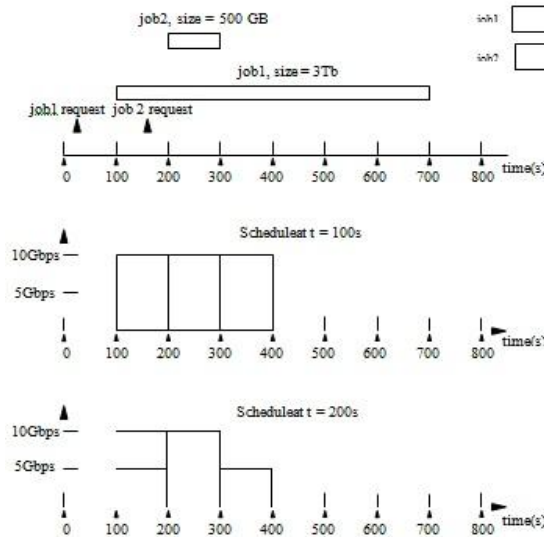 job2, size = 500 GB
job1
job2
job1, size = 3Tb
job1 request job 2 request
0 100 200 300 400 500 600 700 800 time(s)
Scheduleat t = 100s
10Gbps
5Gbps
0 100 200 300 400 500 600 700 800 time(s)
Scheduleat t = 200s
10Gbps
5Gbps
0 100 200 300 400 500 600 700 800 time(s)